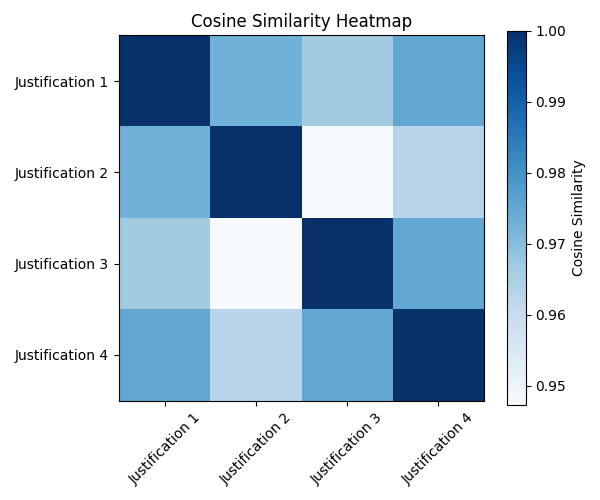 Cosine Similarity Heatmap
Justification 1
Justification 2
Justification 3
Justification 4
Justification 1
Justification 2
Justification 3
Justification 4
1.00
0.99
0.98
0.97
0.96
0.95
Cosine Similarity